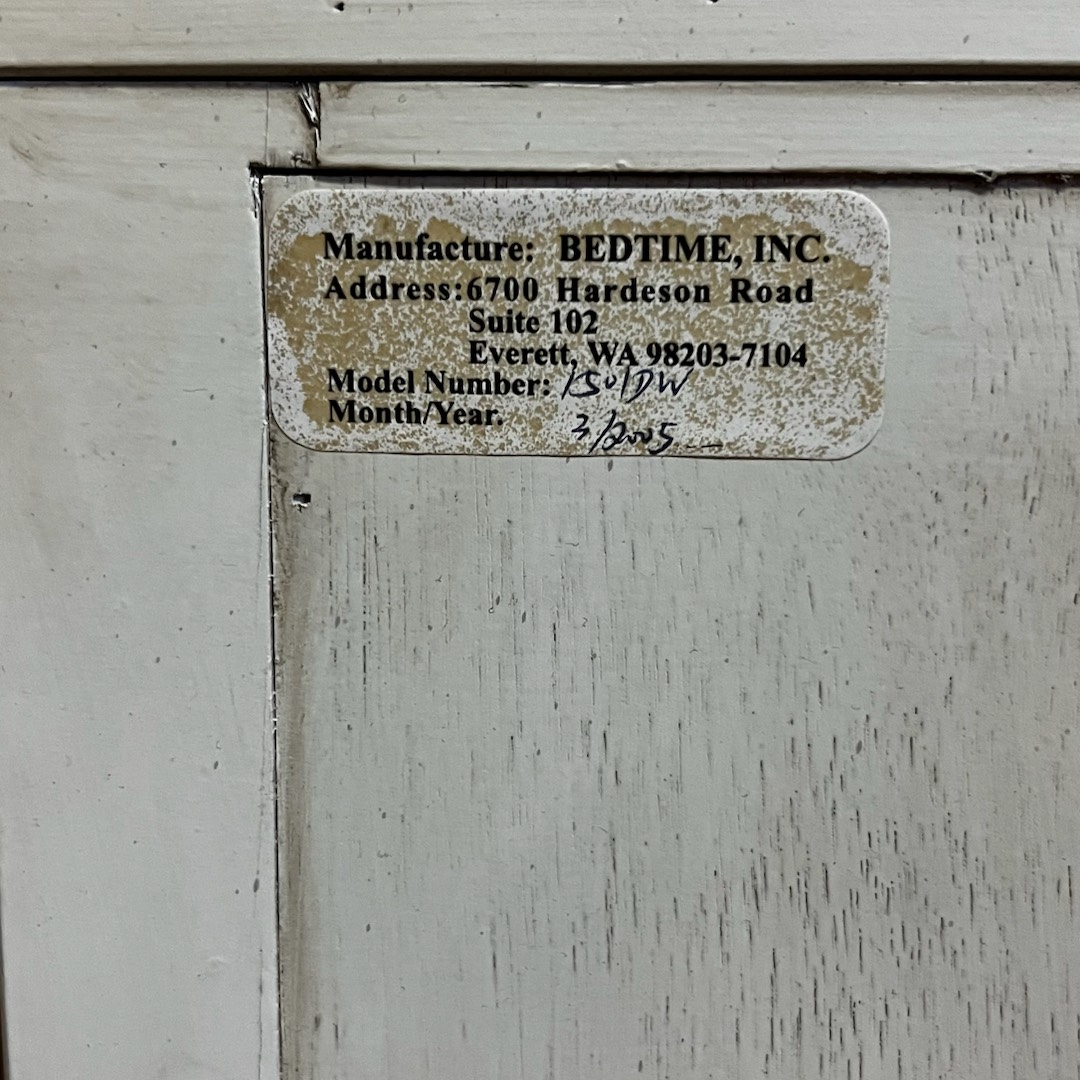 Manufacture: BEDTIME, INC.
Address:6700 Hardeson Road
Suite 102
Everett, WA 98203-7104
Model Number: 1501DW
Month/Year. 3/2005